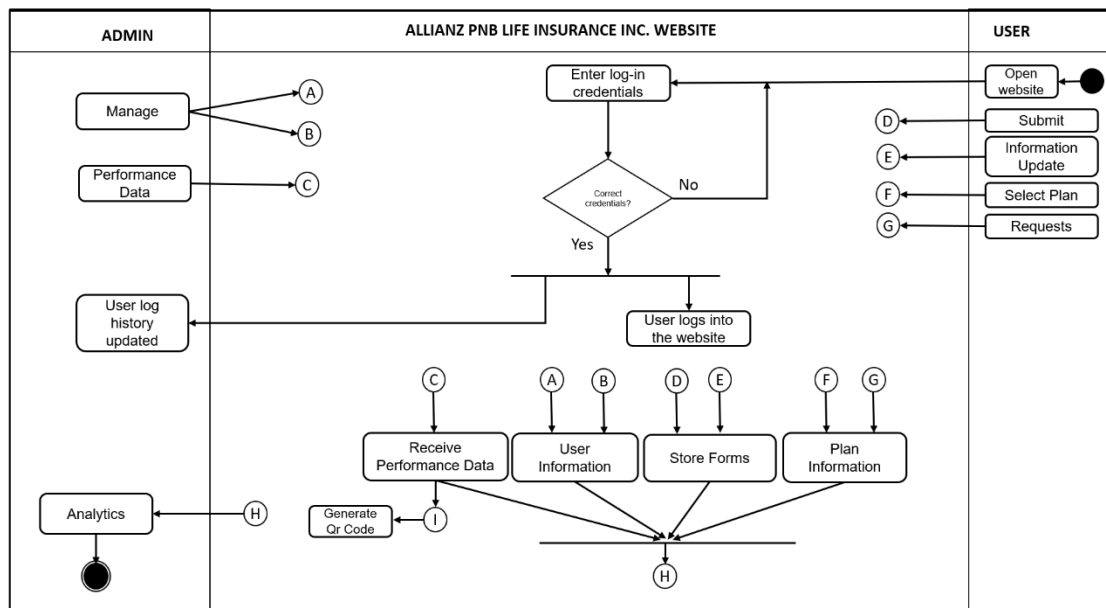 ADMIN
ALLIANZ PNB LIFE INSURANCE INC. WEBSITE
USER
Enter log-in
credentials
Open
website
Manage
A
B
D
Submit
E
Information
Update
Performance
Data
C
Correct
credentials?
No
F
Select Plan
G
Requests
Yes
User log
history
updated
User logs into
the website
C
A
B
D
E
F
G
Receive
Performance Data
User
Information
Store Forms
Plan
Information
Analytics
H
Generate
Qr Code
I
H